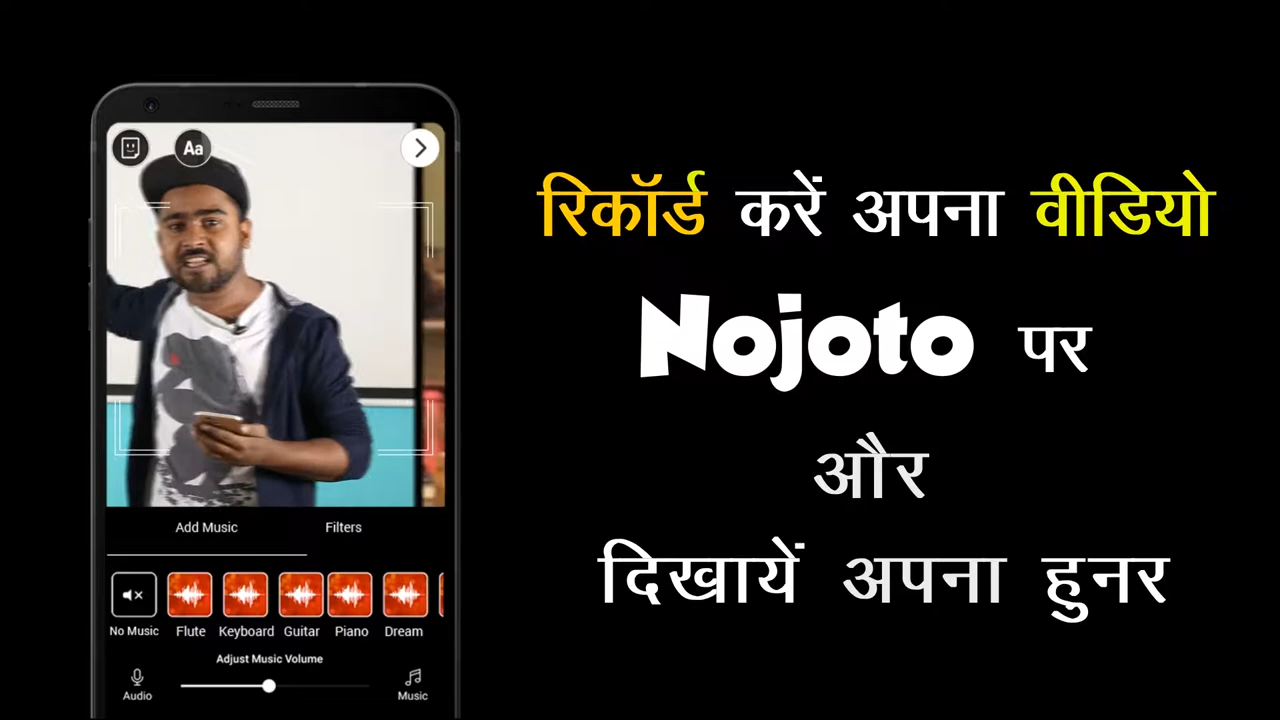 Aa
रिकॉर्ड करें अपना वीडियो
Nojoto पर
और
दिखायें अपना हुनर
Add Music Filters
No Music Flute Keyboard Guitar Piano Dream
Adjust Music Volume
Audio Music